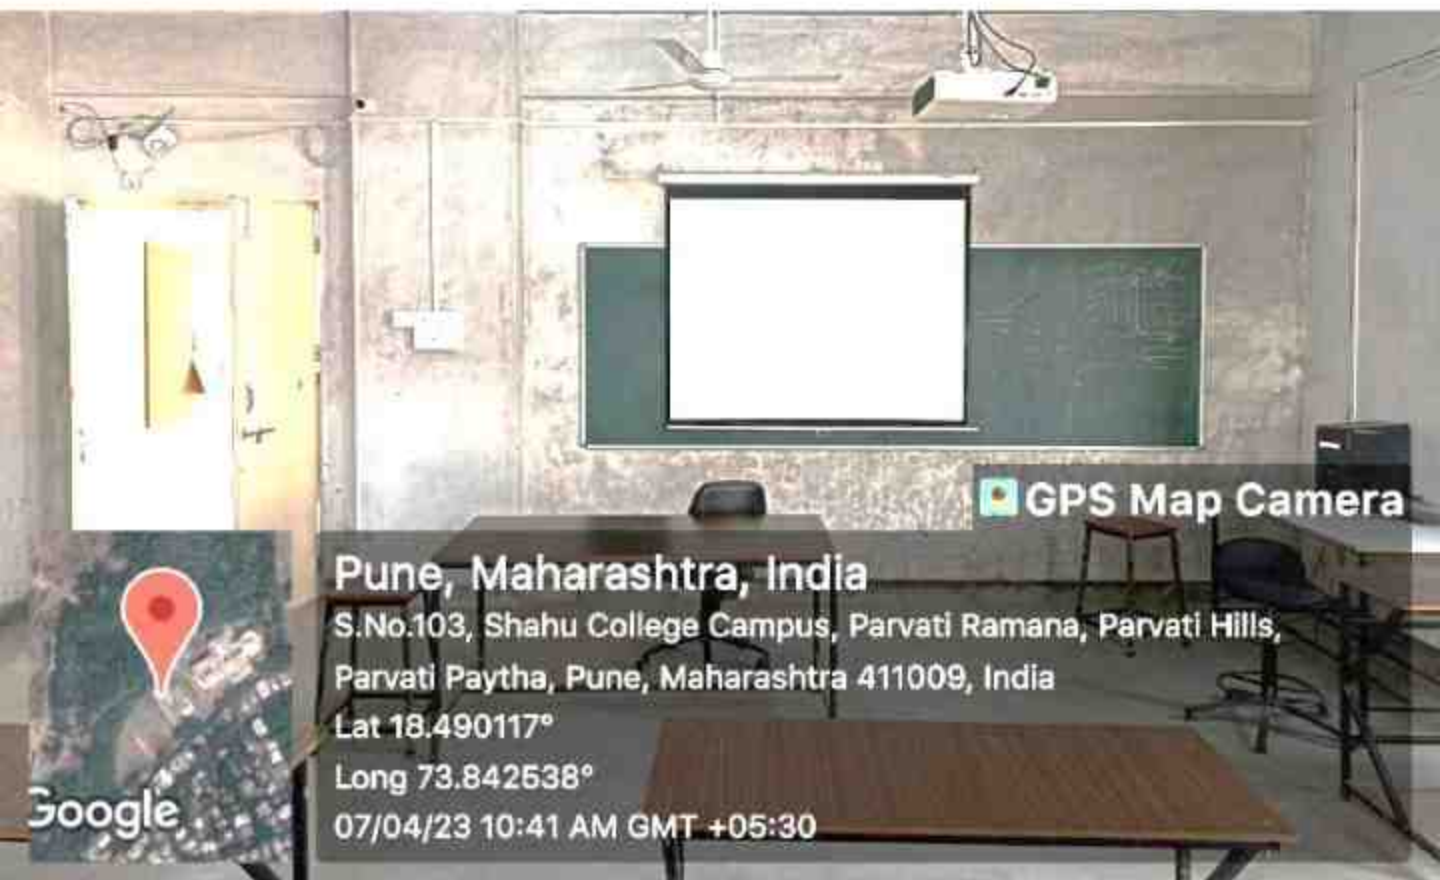 GPS Map Camera
Pune, Maharashtra, India
S.No.103, Shahu College Campus, Parvati Ramana, Parvati Hills,
Parvati Paytha, Pune, Maharashtra 411009, India
Lat 18.490117°
Long 73.842538°
07/04/23 10:41 AM GMT +05:30
Google